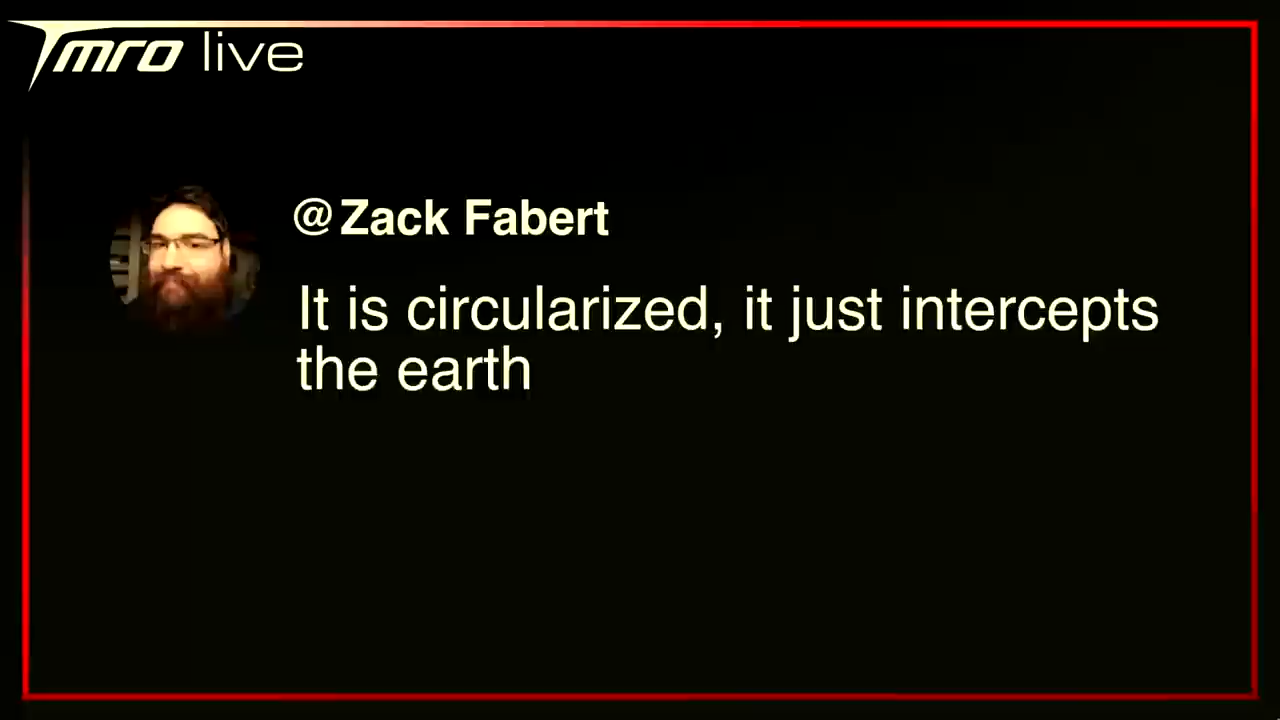 Tmro live
@Zack Fabert
It is circularized, it just intercepts
the earth